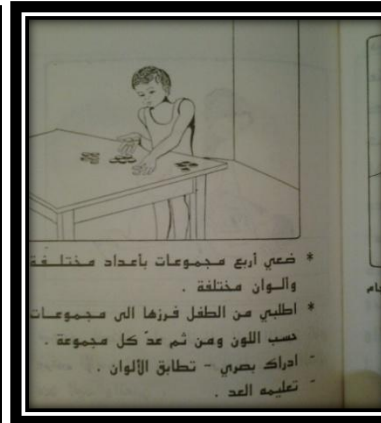 * ضعي أربع مجموعات بأعداد مختلفة
وألوان مختلفة .
* اطلبي من الطفل فرزها الى مجموعات
حسب اللون ومن ثم عدّ كل مجموعة .
- ادراك بصري - تطابق الألوان .
- تعليمه العد .